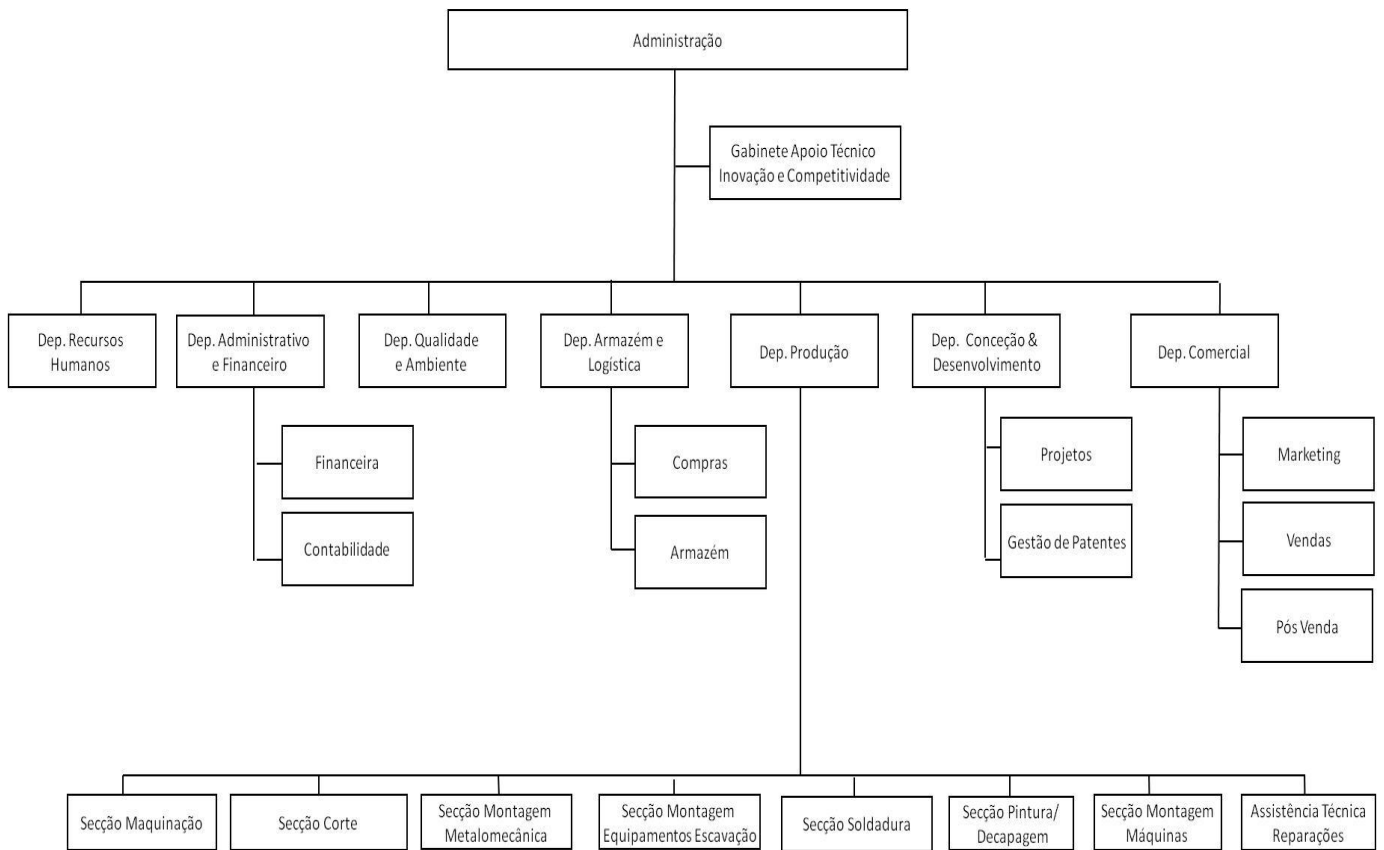 Administração
Gabinete Apoio Técnico
Inovação e Competitividade
Dep. Recursos
Humanos
Dep. Administrativo
e Financeiro
Dep. Qualidade
e Ambiente
Dep. Armazém e
Logística
Dep. Produção
Dep. Conceção &
Desenvolvimento
Dep. Comercial
Financeira
Contabilidade
Compras
Armazém
Projetos
Gestão de Patentes
Marketing
Vendas
Pós Venda
Secção Maquinação
Secção Corte
Secção Montagem
Metalomecânica
Secção Montagem
Equipamentos Escavação
Secção Soldadura
Secção Pintura/
Decapagem
Secção Montagem
Máquinas
Assistência Técnica
Reparações